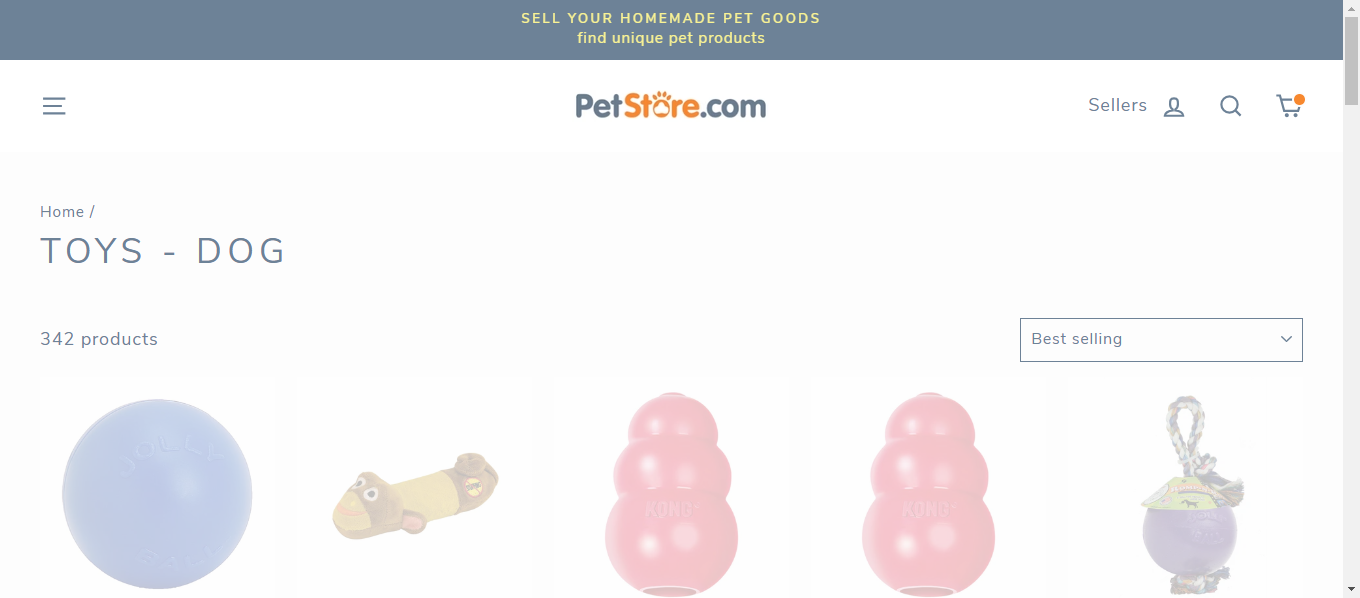 SELL YOUR HOMEMADE PET GOODS
find unique pet products
PetStore.com
Sellers
Home /
TOYS - DOG
342 products
Best selling
JOLLY
BALL
KONG
KONG